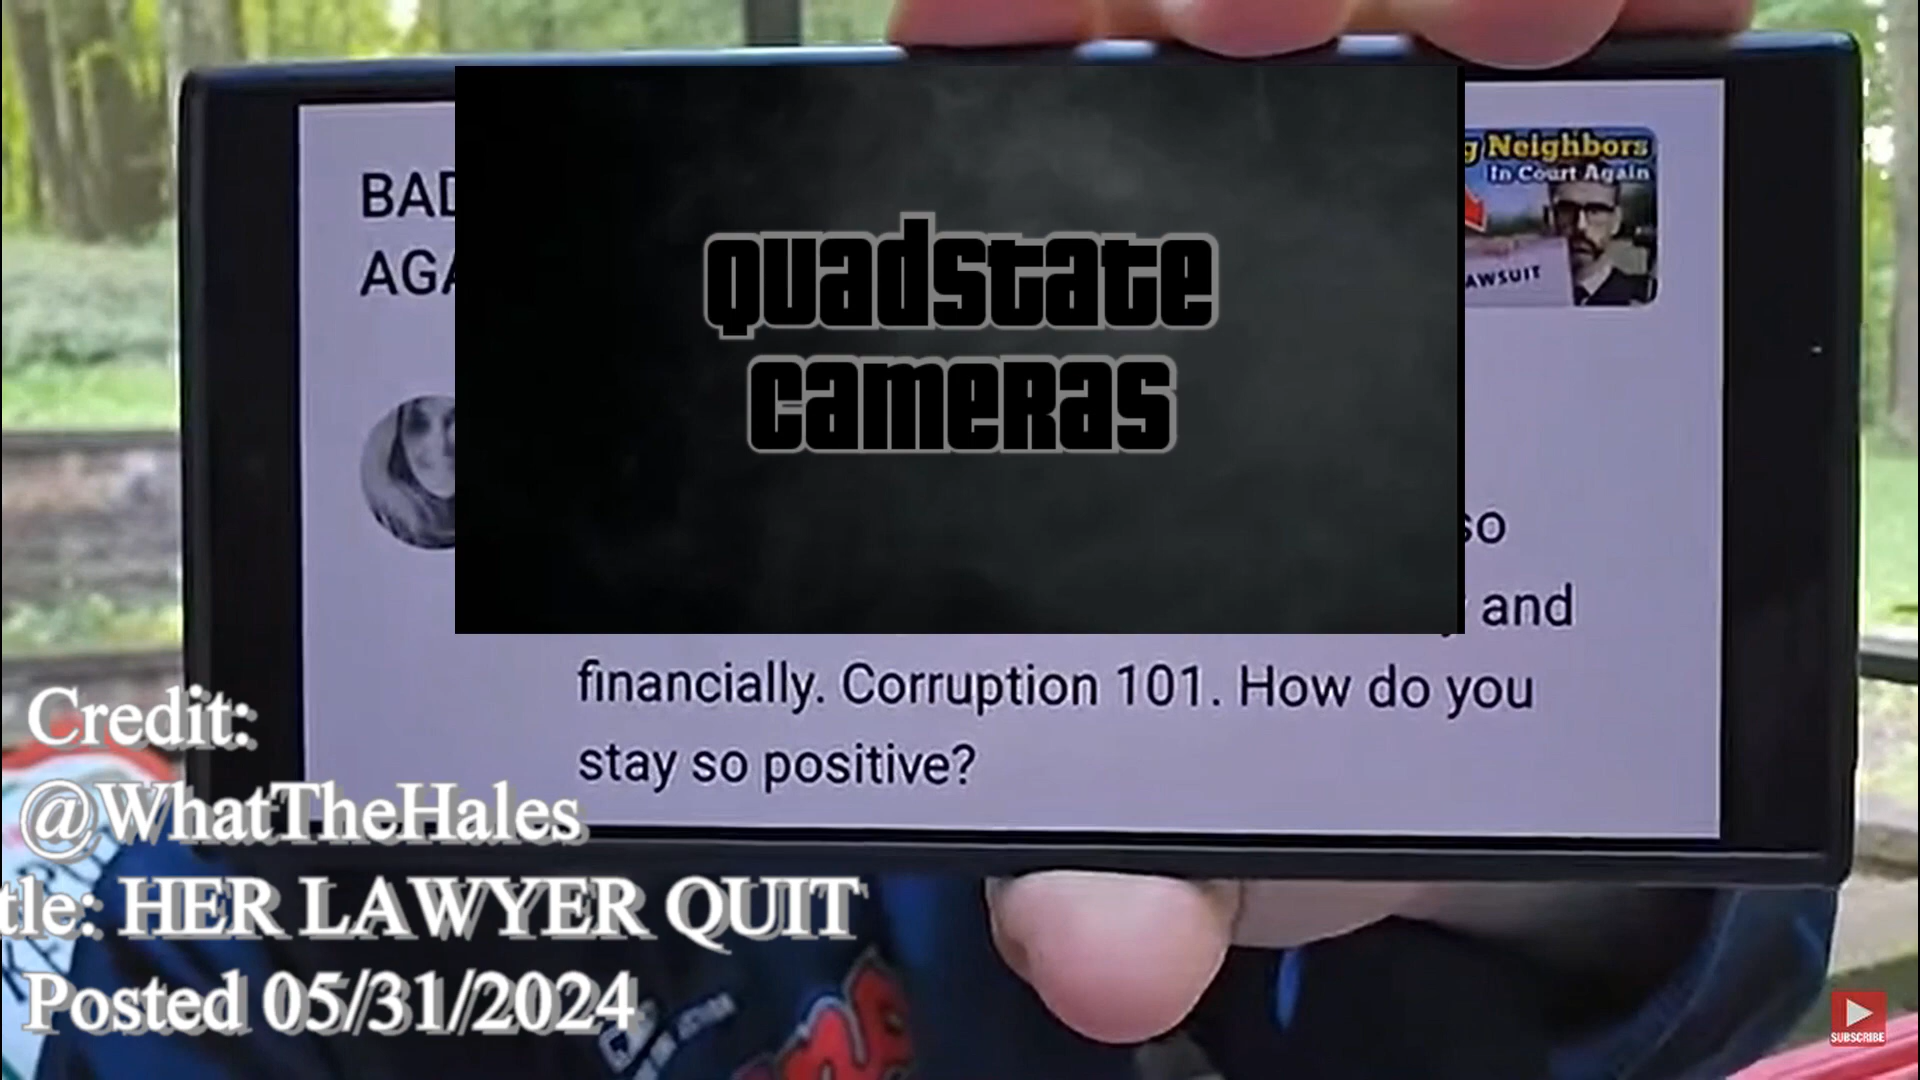 BAD
AGA
g Neighbors
In Court Again
AWSUIT
Quadstate
Cameras
so
and
financially. Corruption 101. How do you
stay so positive?
Credit:
@WhatTheHales
tle: HER LAWYER QUIT
Posted 05/31/2024
SUBSCRIBE